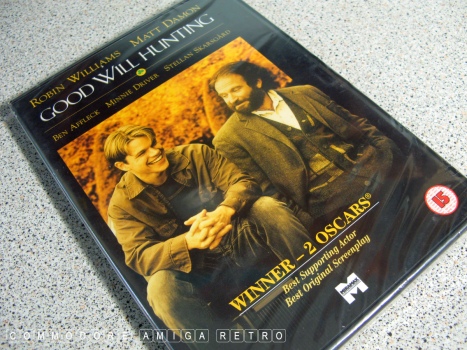 ROBIN WILLIAMS MATT DAMON
GOOD WILL HUNTING
BEN AFFLECK MINNIE DRIVER STELLAN SKARSGÅRD
WINNER – 2 OSCARS®
Best Supporting Actor
Best Original Screenplay
15
COMMODORE AMIGA RETRO